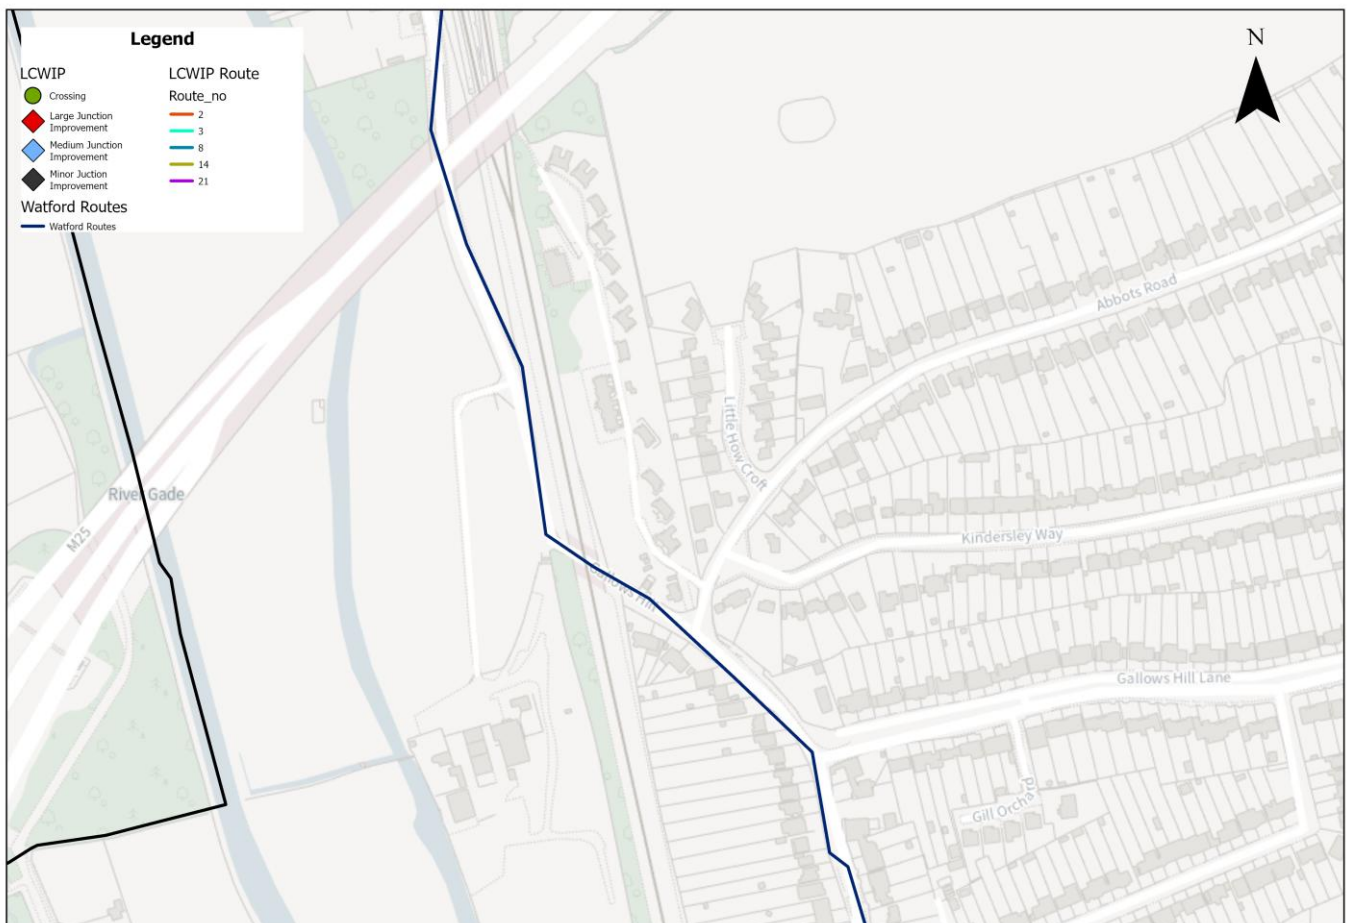 Legend
LCWIP
Crossing
Large Junction
Improvement
Medium Junction
Improvement
Minor Juction
Improvement
Watford Routes
Watford Routes
LCWIP Route
Route_no
2
3
8
14
21
N
Abbots Road
Little How Croft
River Gade
M25
Kindersley Way
Gallows Hill
Gallows Hill Lane
Gill Orchard